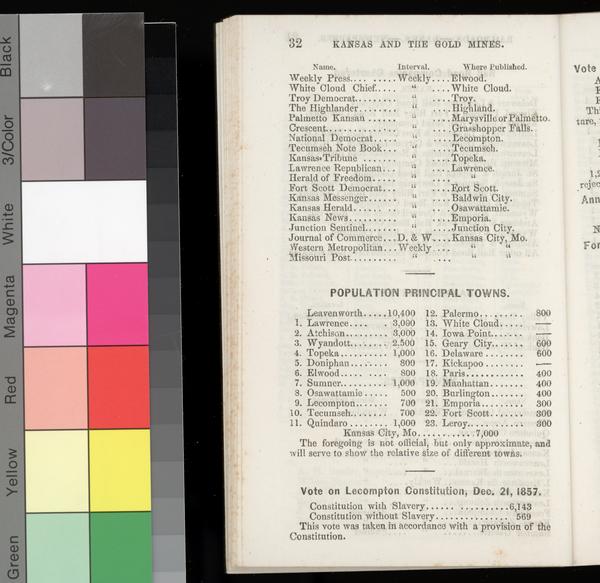 Black
3/Color
White
Magenta
Red
Yellow
Green
32 KANSAS AND THE GOLD MINES.
Name. Interval. Where Published.
Weekly Press.... .....Weekly....Elwood.
White Cloud Chief..... " ....White Cloud.
Troy Democrat........ " ....Troy.
The Highlander........ " ....Highland.
Palmetto Kansan ...... " ....Marysville or Palmetto.
Crescent.............. " ....Grasshopper Falls.
National Democrat..... " ....Lecompton.
Tecumseh Note Book... " ....Tecumseh.
Kansas Tribune ....... " ....Topeka.
Lawrence Republican... " ....Lawrence.
Herald of Freedom..... " .... "
Fort Scott Democrat... " ....Fort Scott.
Kansas Messenger...... " ....Baldwin City.
Kansas Herald..... .. " ....Osawattamie.
Kansas News....... " ....Emporia.
Junction Sentinel....... " ....Junction City.
Journal of Commerce...D. & W....Kansas City, Mo.
Western Metropolitan...Weekly .... " "
Missouri Post.......... " .... " "
POPULATION PRINCIPAL TOWNS.
Leavenworth.....10,400 12. Palermo......... 800
1. Lawrence.... . 3,000 13. White Cloud..... ——
2. Atchison........ 3,000 14. Iowa Point...... ——
3. Wyandott....... 2,500 15. Geary City....... 600
4. Topeka.......... 1,000 16. Delaware ....... 600
5. Doniphan....... 800 17. Kickapoo ....... ——
6. Elwood .... .... 800 18. Paris............ 400
7. Sumner.......... 1,000 19. Manhattan....... 400
8. Osawattamie .... 500 20. Burlington....... 400
9. Lecompton...... 700 21. Emporia......... 300
10. Tecumseh....... 700 22. Fort Scott....... 300
11. Quindaro ....... 1,000 23. Leroy........... 300
Kansas City, Mo...........7,000
The foregoing is not official, but only approximate, and
will serve to show the relative size of different towns.
Vote on Lecompton Constitution, Dec. 21, 1857.
Constitution with Slavery...... ............6,143
Constitution without Slavery.............. 569
This vote was taken in accordance with a provision of the
Constitution.
Vote
Th
ture,
1,2
rejec
Ann
N
For